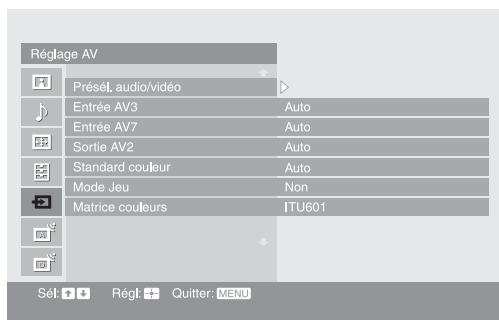 Réglage AV
Présél. audio/vidéo
Entrée AV3 Auto
Entrée AV7 Auto
Sortie AV2 Auto
Standard couleur Auto
Mode Jeu Non
Matrice couleurs ITU601
Sél: Régl: Quitter: MENU